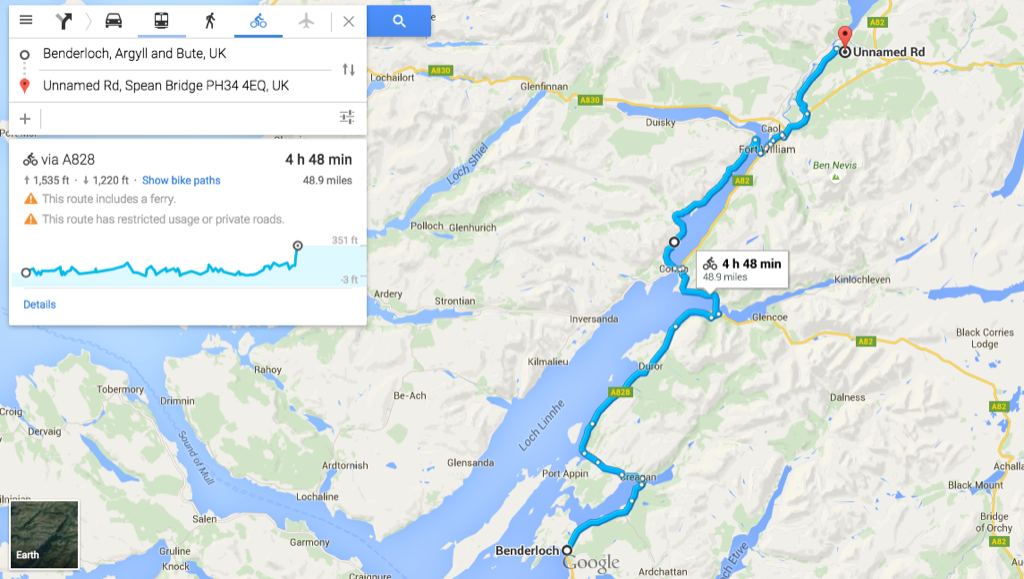 Benderloch, Argyll and Bute, UK
Unnamed Rd, Spean Bridge PH34 4EQ, UK
via A828
4 h 48 min
↑ 1,535 ft · ↓ 1,220 ft · Show bike paths
48.9 miles
This route includes a ferry.
This route has restricted usage or private roads.
351 ft
-3 ft
Details
A82
Unnamed Rd
Lochailort
A830
Glenfinnan
A830
Duisky
Caol
Fort William
Loch Shiel
Ben Nevis
A82
Polloch
Glenhurich
4 h 48 min
48.9 miles
Kinlochleven
Ardery
Strontian
Inversanda
Glencoe
Black Corries
Lodge
A82
Kilmalieu
Duror
Rahoy
Tobermory
Drimnin
Be-Ach
A828
Dalness
A82
Croig
Dervaig
Loch Linnhe
Sound of Mull
Ardtornish
Glensanda
Port Appin
Creagan
Black Mount
Lochaline
Salen
Garmony
Bridge
of Orchy
A82
Earth
Gruline
Knock
Benderloch
Google
Ardchattan